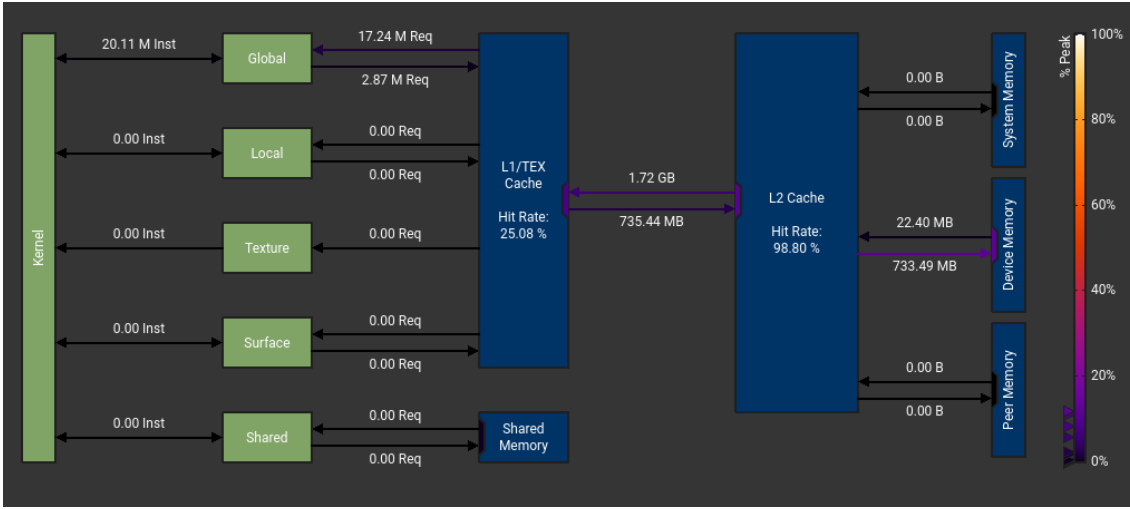 Kernel
20.11 M Inst
Global
17.24 M Req
2.87 M Req
0.00 Inst
Local
0.00 Req
0.00 Req
0.00 Inst
Texture
0.00 Req
0.00 Inst
Surface
0.00 Req
0.00 Req
0.00 Inst
Shared
0.00 Req
0.00 Req
L1/TEX
Cache
Hit Rate:
25.08 %
Shared
Memory
1.72 GB
735.44 MB
L2 Cache
Hit Rate:
98.80 %
0.00 B
0.00 B
System Memory
22.40 MB
733.49 MB
Device Memory
0.00 B
0.00 B
Peer Memory
% Peak
100%
80%
60%
40%
20%
0%